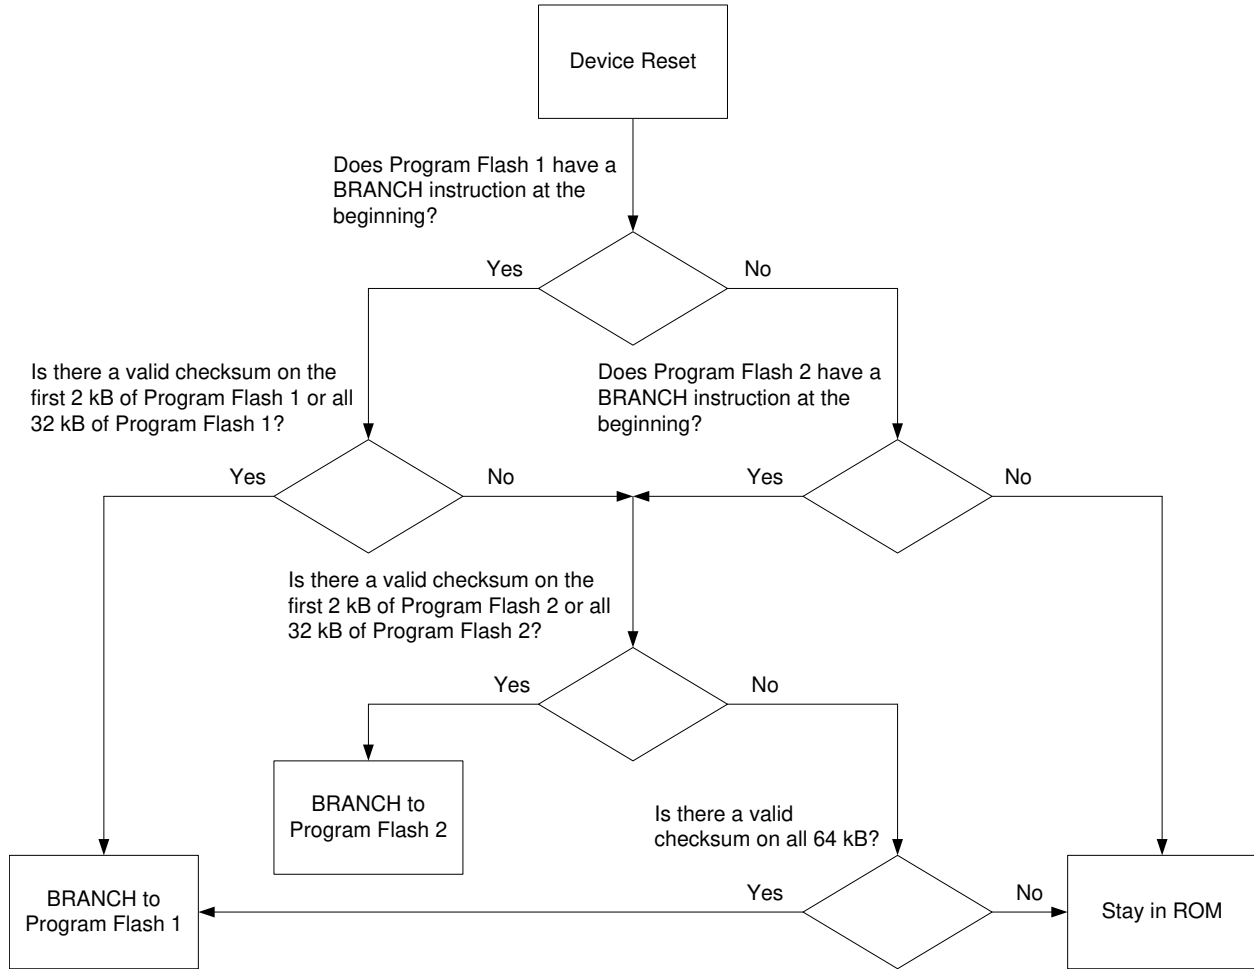 Device Reset
Does Program Flash 1 have a
BRANCH instruction at the
beginning?
Yes
No
Is there a valid checksum on the
first 2 kB of Program Flash 1 or all
32 kB of Program Flash 1?
Does Program Flash 2 have a
BRANCH instruction at the
beginning?
Yes
No
Yes
No
Is there a valid checksum on the
first 2 kB of Program Flash 2 or all
32 kB of Program Flash 2?
Yes
No
BRANCH to
Program Flash 2
Is there a valid
checksum on all 64 kB?
BRANCH to
Program Flash 1
Yes
No
Stay in ROM